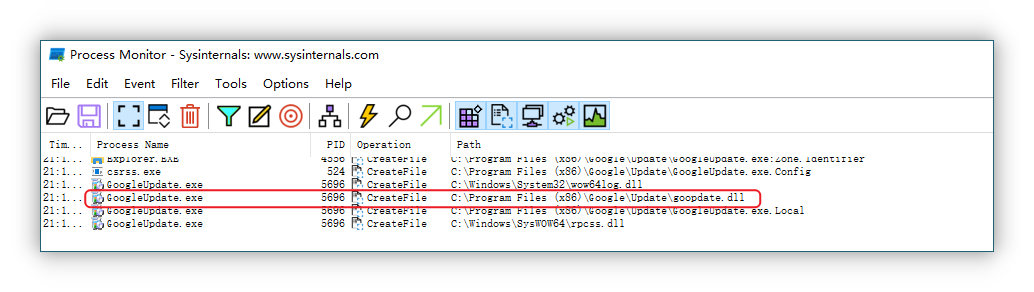 Process Monitor - Sysinternals: www.sysinternals.com
File Edit Event Filter Tools Options Help
Tim... Process Name PID Operation Path
21:1... Explorer.EXE 4856 CreateFile C:\Program Files (x86)\Google\Update\GoogleUpdate.exe:Zone.Identifier
21:1... csrss.exe 524 CreateFile C:\Program Files (x86)\Google\Update\GoogleUpdate.exe.Config
21:1... GoogleUpdate.exe 5696 CreateFile C:\Windows\System32\wow64log.dll
21:1... GoogleUpdate.exe 5696 CreateFile C:\Program Files (x86)\Google\Update\goopdate.dll
21:1... GoogleUpdate.exe 5696 CreateFile C:\Program Files (x86)\Google\Update\GoogleUpdate.exe.Local
21:1... GoogleUpdate.exe 5696 CreateFile C:\Windows\SysWOW64\rpcss.dll